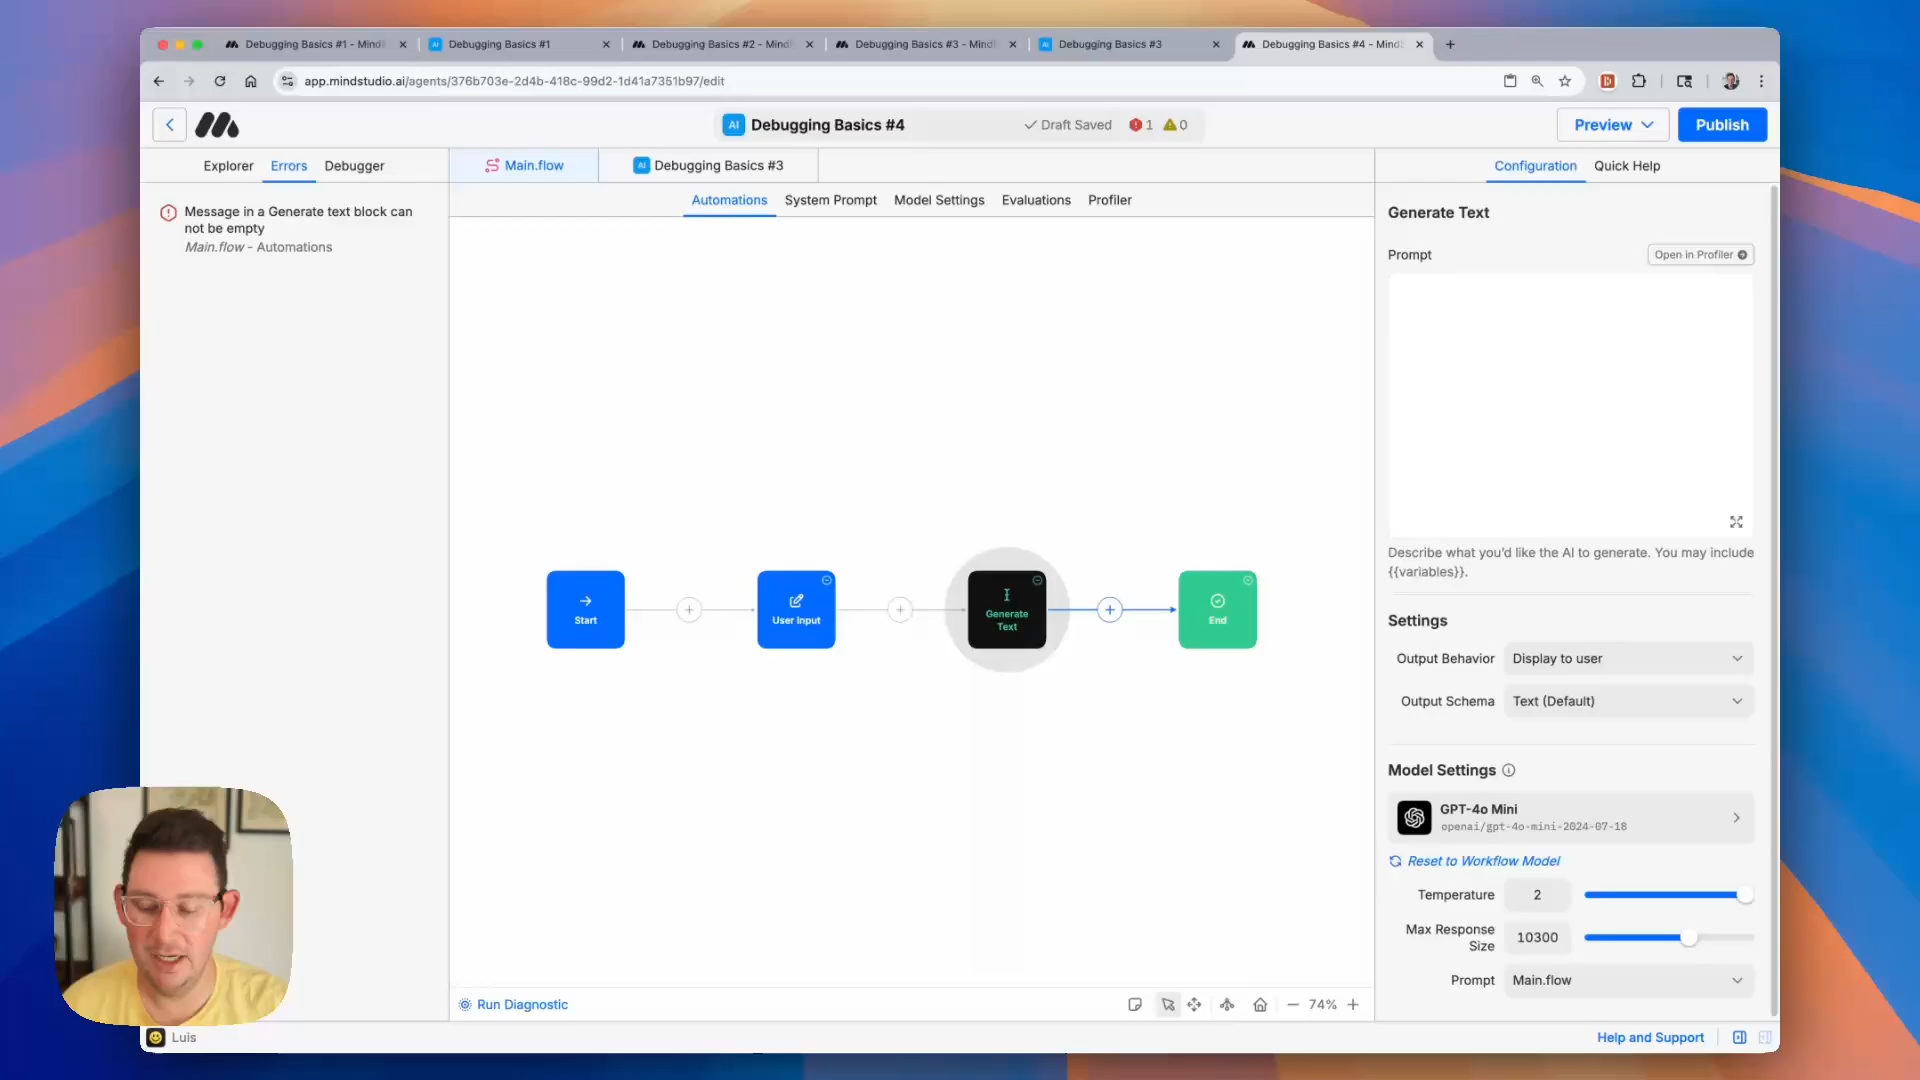 Debugging Basics #1 - Mind
Debugging Basics #1
Debugging Basics #2 - Mind
Debugging Basics #3 - Mind
Debugging Basics #3
Debugging Basics #4 - Mind
app.mindstudio.ai/agents/376b703e-2d4b-418c-99d2-1d41a7351b97/edit
AI Debugging Basics #4
Draft Saved
1
0
Preview
Publish
Explorer
Errors
Debugger
Main.flow
AI Debugging Basics #3
Configuration
Quick Help
Message in a Generate text block can
not be empty
Main.flow - Automations
Automations
System Prompt
Model Settings
Evaluations
Profiler
Start
User Input
Generate
Text
End
Generate Text
Prompt
Open in Profiler
Describe what you'd like the AI to generate. You may include
{{variables}}.
Settings
Output Behavior
Display to user
Output Schema
Text (Default)
Model Settings
GPT-4o Mini
openai/gpt-4o-mini-2024-07-18
Reset to Workflow Model
Temperature
2
Max Response
Size
10300
Prompt
Main.flow
Run Diagnostic
74%
Luis
Help and Support